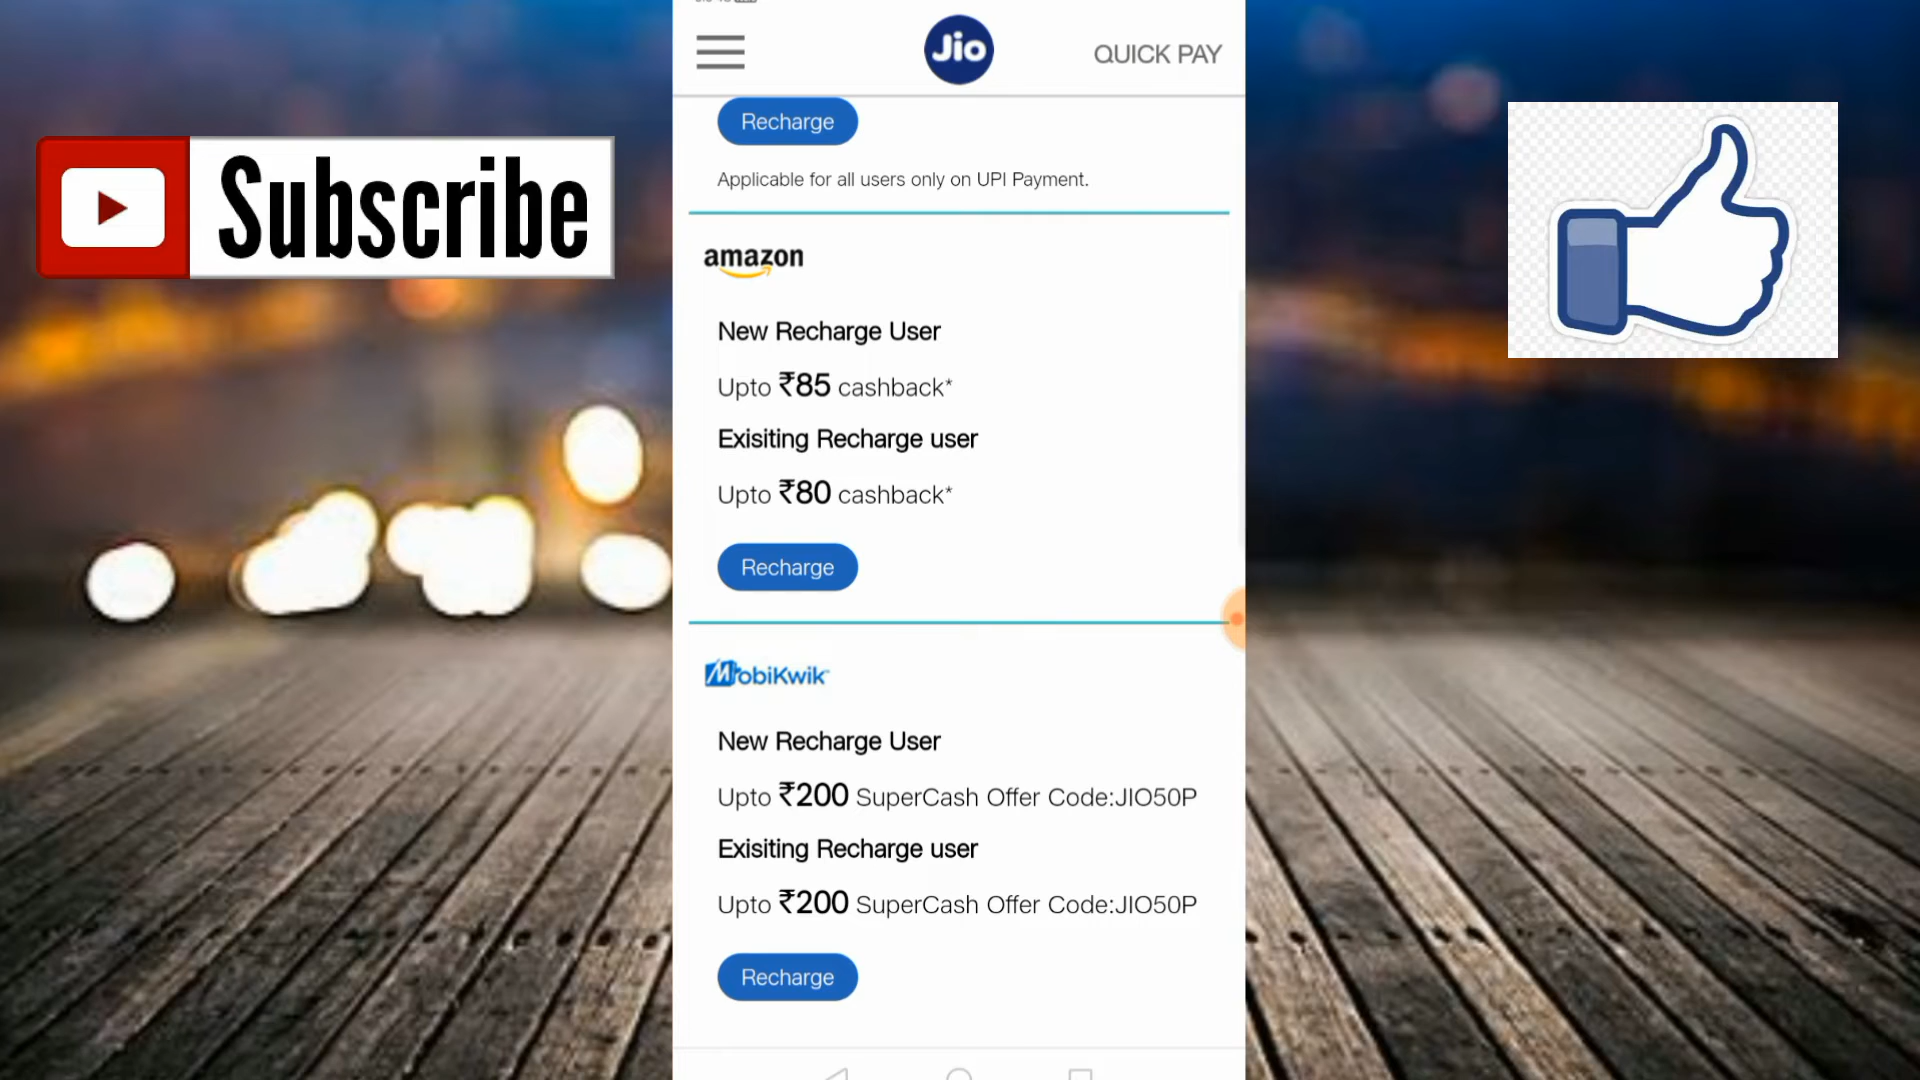 Jio
QUICK PAY
Recharge
Applicable for all users only on UPI Payment.
Subscribe
amazon
New Recharge User
Upto ₹85 cashback*
Exisiting Recharge user
Upto ₹80 cashback*
Recharge
MobiKwik
New Recharge User
Upto ₹200 SuperCash Offer Code:JIO50P
Exisiting Recharge user
Upto ₹200 SuperCash Offer Code:JIO50P
Recharge